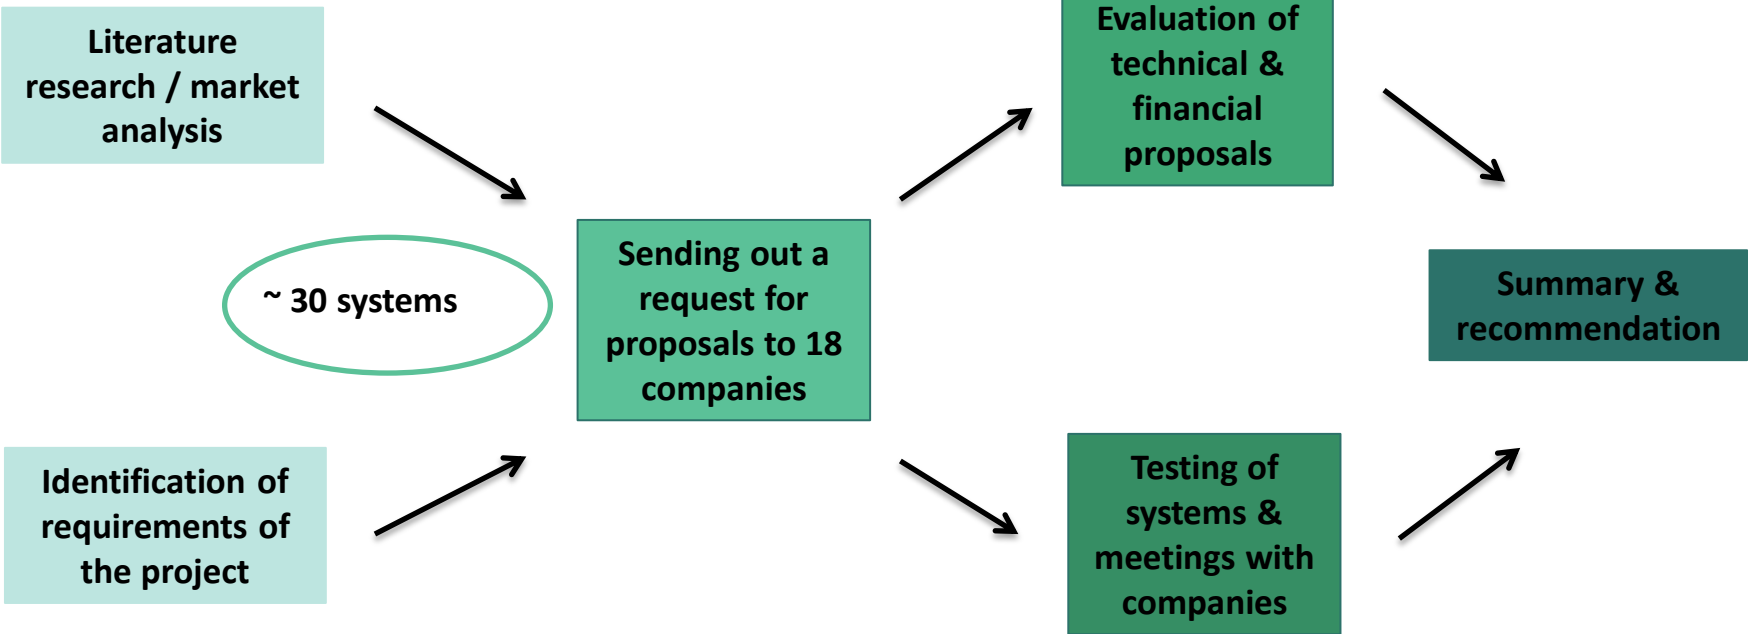 Literature
research / market
analysis
~ 30 systems
Identification of
requirements of
the project
Sending out a
request for
proposals to 18
companies
Evaluation of
technical &
financial
proposals
Testing of
systems &
meetings with
companies
Summary &
recommendation